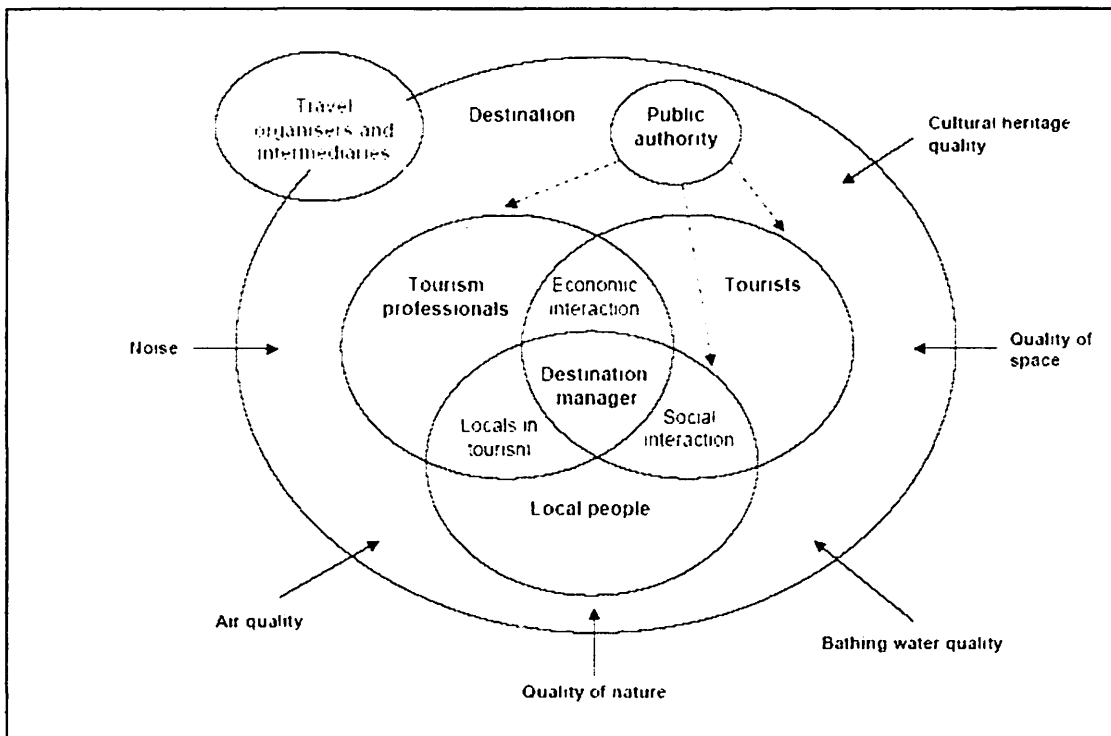 Travel
organisers and
intermediaries
Destination
Public
authority
Cultural heritage
quality
Tourism
professionals
Economic
interaction
Tourists
Noise
Quality of
space
Destination
manager
Locals in
tourism
Social
interaction
Local people
Air quality
Bathing water quality
Quality of nature